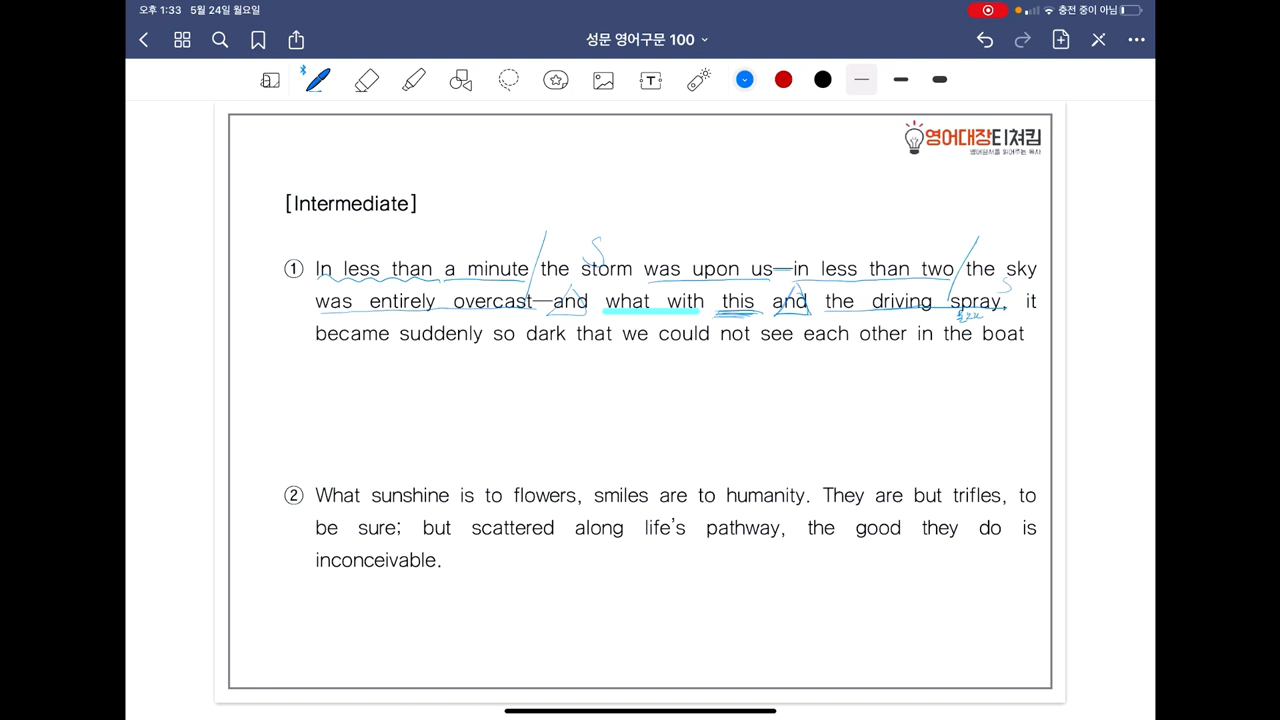 오후 1:33 5월 24일 월요일
충전 중이 아님
성문 영어구문 100
영어대장티쳐킴
[Intermediate]
S
① In less than a minute the storm was upon us—in less than two the sky
S
was entirely overcast—and what with this and the driving spray, it
became suddenly so dark that we could not see each other in the boat
② What sunshine is to flowers, smiles are to humanity. They are but trifles, to
be sure; but scattered along life's pathway, the good they do is
inconceivable.